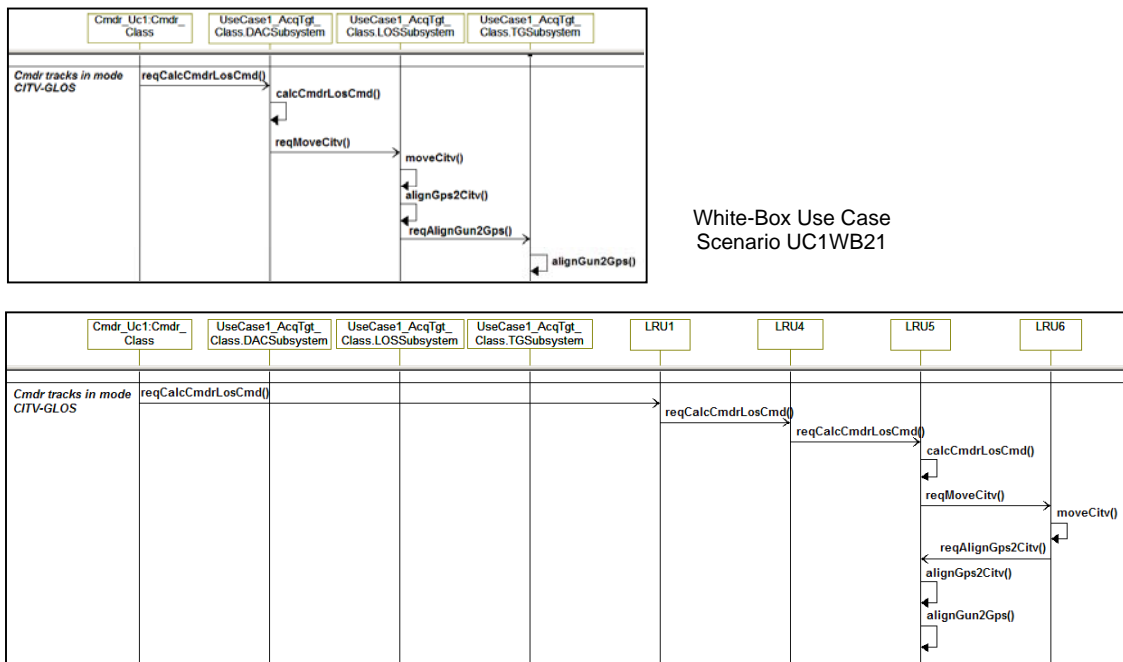 Cmdr_Uc1:Cmdr_
Class
UseCase1_AcqTgt_
Class.DACSubsystem
UseCase1_AcqTgt_
Class.LOSSubsystem
UseCase1_AcqTgt_
Class.TGSubsystem
Cmdr tracks in mode
CITV-GLOS
reqCalcCmdrLosCmd()
calcCmdrLosCmd()
reqMoveCitv()
moveCitv()
alignGps2Citv()
reqAlignGun2Gps()
alignGun2Gps()
White-Box Use Case
Scenario UC1WB21
Cmdr_Uc1:Cmdr_
Class
UseCase1_AcqTgt_
Class.DACSubsystem
UseCase1_AcqTgt_
Class.LOSSubsystem
UseCase1_AcqTgt_
Class.TGSubsystem
LRU1
LRU4
LRU5
LRU6
Cmdr tracks in mode
CITV-GLOS
reqCalcCmdrLosCmd()
reqCalcCmdrLosCmd()
reqCalcCmdrLosCmd()
calcCmdrLosCmd()
reqMoveCitv()
moveCitv()
reqAlignGps2Citv()
alignGps2Citv()
alignGun2Gps()